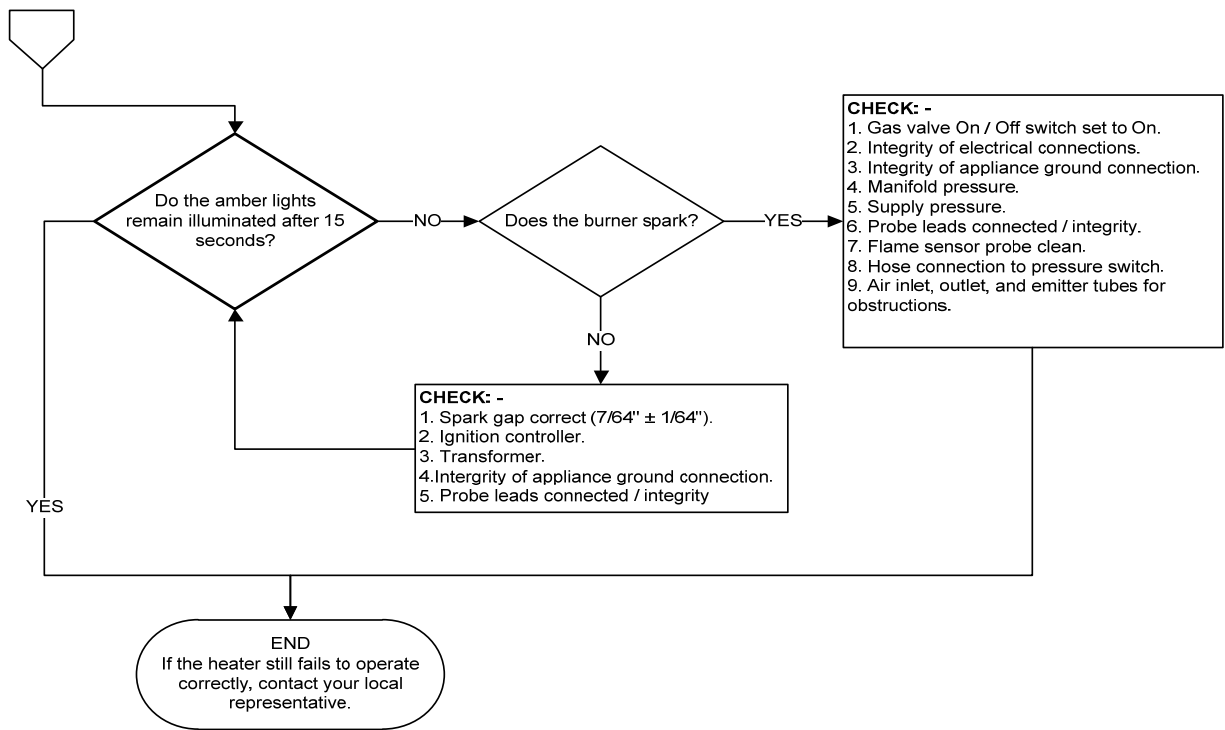 Do the amber lights
remain illuminated after 15
seconds?
NO
Does the burner spark?
YES
CHECK: -
1. Gas valve On / Off switch set to On.
2. Integrity of electrical connections.
3. Integrity of appliance ground connection.
4. Manifold pressure.
5. Supply pressure.
6. Probe leads connected / integrity.
7. Flame sensor probe clean.
8. Hose connection to pressure switch.
9. Air inlet, outlet, and emitter tubes for
obstructions.
NO
CHECK: -
1. Spark gap correct (7/64" ± 1/64").
2. Ignition controller.
3. Transformer.
4.Intergrity of appliance ground connection.
5. Probe leads connected / integrity
YES
END
If the heater still fails to operate
correctly, contact your local
representative.